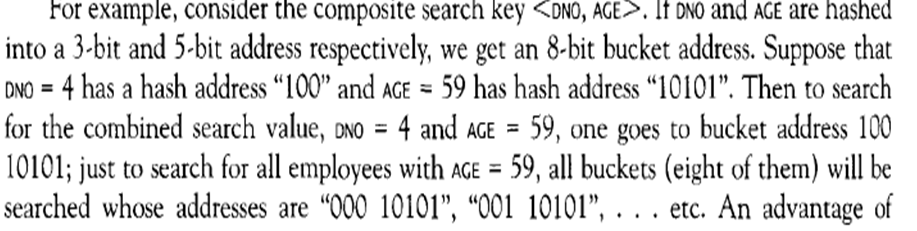 For example, consider the composite search key <DNO, AGE>. If DNO and AGE are hashed
into a 3-bit and 5-bit address respectively, we get an 8-bit bucket address. Suppose that
DNO = 4 has a hash address “100” and AGE = 59 has hash address “10101”. Then to search
for the combined search value, DNO = 4 and AGE = 59, one goes to bucket address 100
10101; just to search for all employees with AGE = 59, all buckets (eight of them) will be
searched whose addresses are “000 10101”, “001 10101”, . . . etc. An advantage of